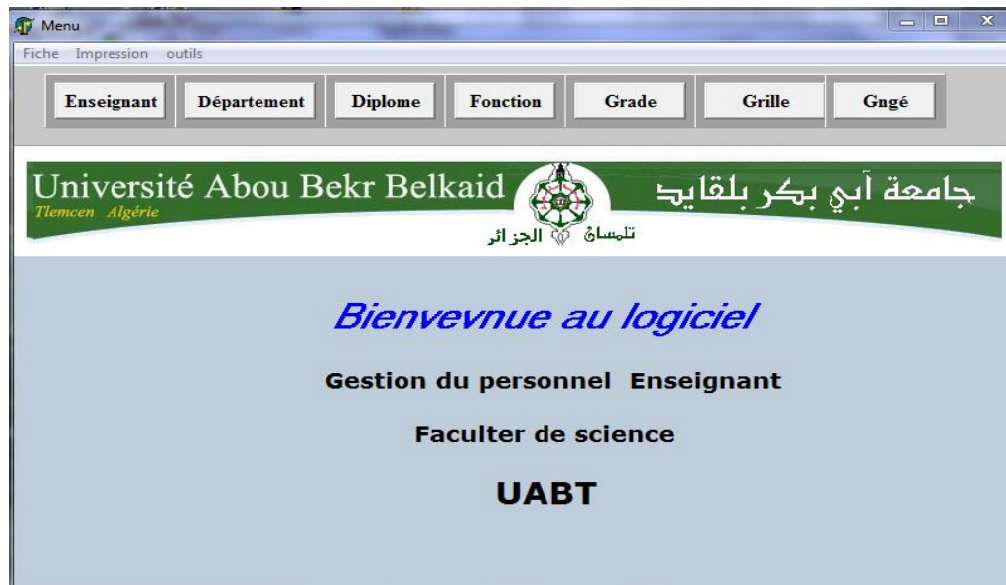 Menu
Fiche Impression outils
Enseignant Département Diplome Fonction Grade Grille Gngé
Université Abou Bekr Belkaid جامعة أبي بكر بلقايد
Tlemcen Algérie
تلمسان الجزائر
Bienvevnue au logiciel
Gestion du personnel Enseignant
Faculter de science
UABT